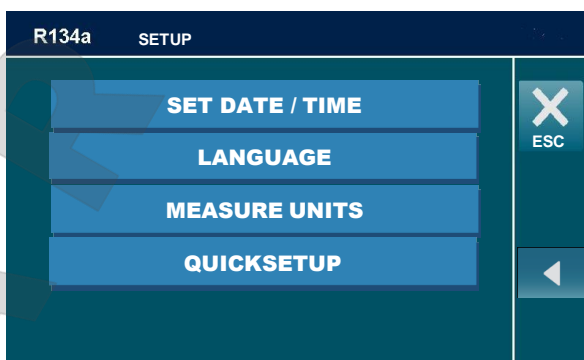 R134a SETUP
SET DATE / TIME
LANGUAGE
MEASURE UNITS
QUICKSETUP
ESC